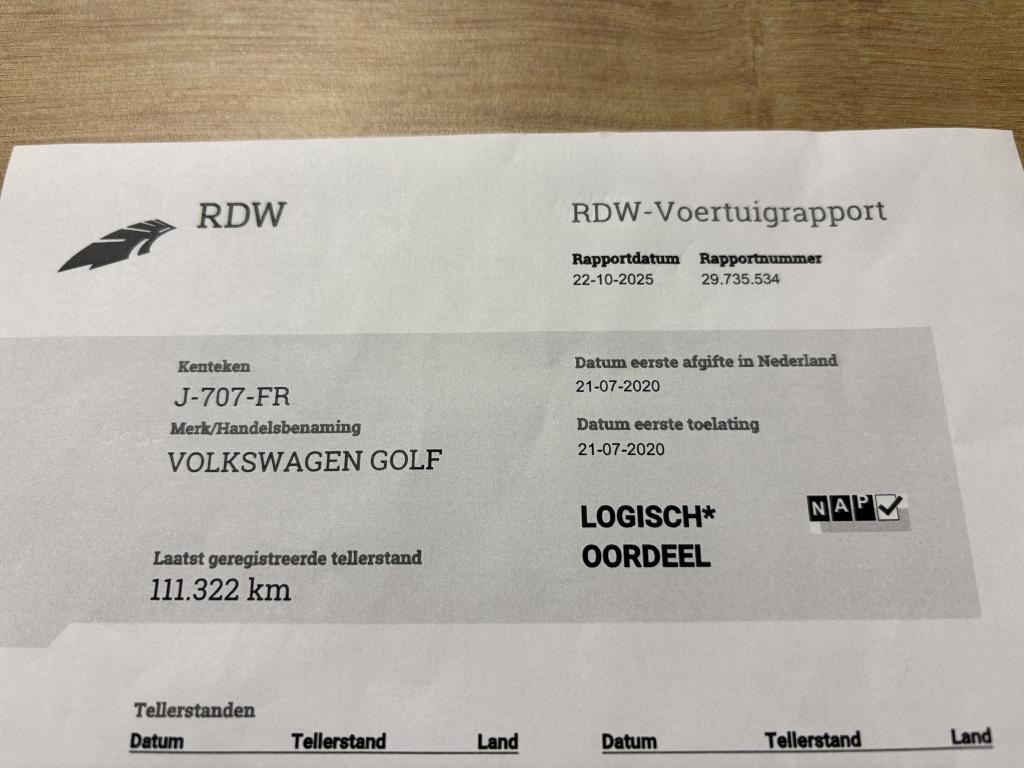 RDW
RDW-Voertuigrapport
Rapportdatum Rapportnummer
22-10-2025 29.735.534
Kenteken
J-707-FR
Merk/Handelsbenaming
VOLKSWAGEN GOLF
Laatst geregistreerde tellerstand
111.322 km
Datum eerste afgifte in Nederland
21-07-2020
Datum eerste toelating
21-07-2020
LOGISCH*
OORDEEL
NAP
Tellerstanden
Datum Tellerstand Land Datum Tellerstand Land